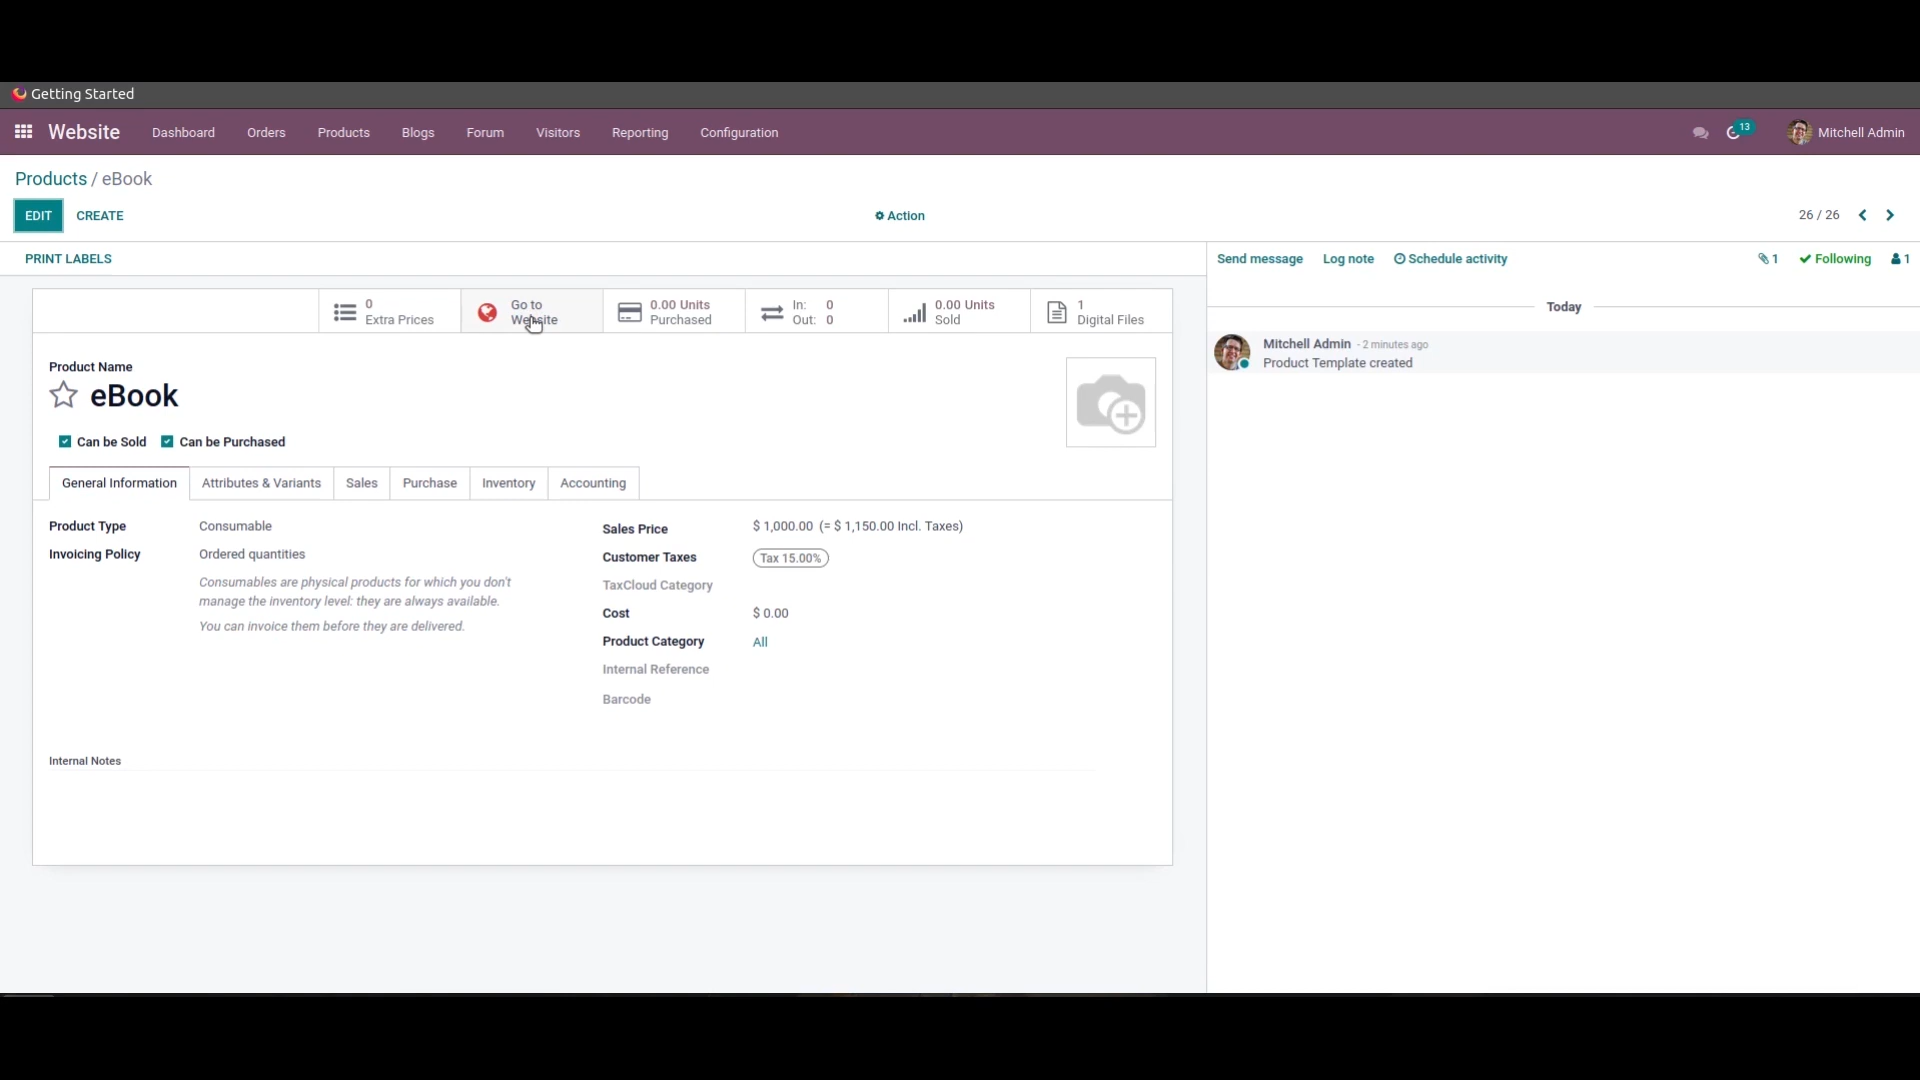 Getting Started
Website Dashboard Orders Products Blogs Forum Visitors Reporting Configuration 13 Mitchell Admin
Products / eBook
EDIT CREATE Action 26 / 26
PRINT LABELS
Send message Log note Schedule activity 1 Following 1
0
Extra Prices
Go to
Website
0.00 Units
Purchased
In: 0
Out: 0
0.00 Units
Sold
1
Digital Files
Today
Mitchell Admin - 2 minutes ago
Product Template created
Product Name
eBook
Can be Sold Can be Purchased
General Information Attributes & Variants Sales Purchase Inventory Accounting
Product Type Consumable
Invoicing Policy Ordered quantities
Consumables are physical products for which you don't
manage the inventory level: they are always available.
You can invoice them before they are delivered.
Sales Price $ 1,000.00 (= $ 1,150.00 Incl. Taxes)
Customer Taxes Tax 15.00%
TaxCloud Category
Cost $ 0.00
Product Category All
Internal Reference
Barcode
Internal Notes